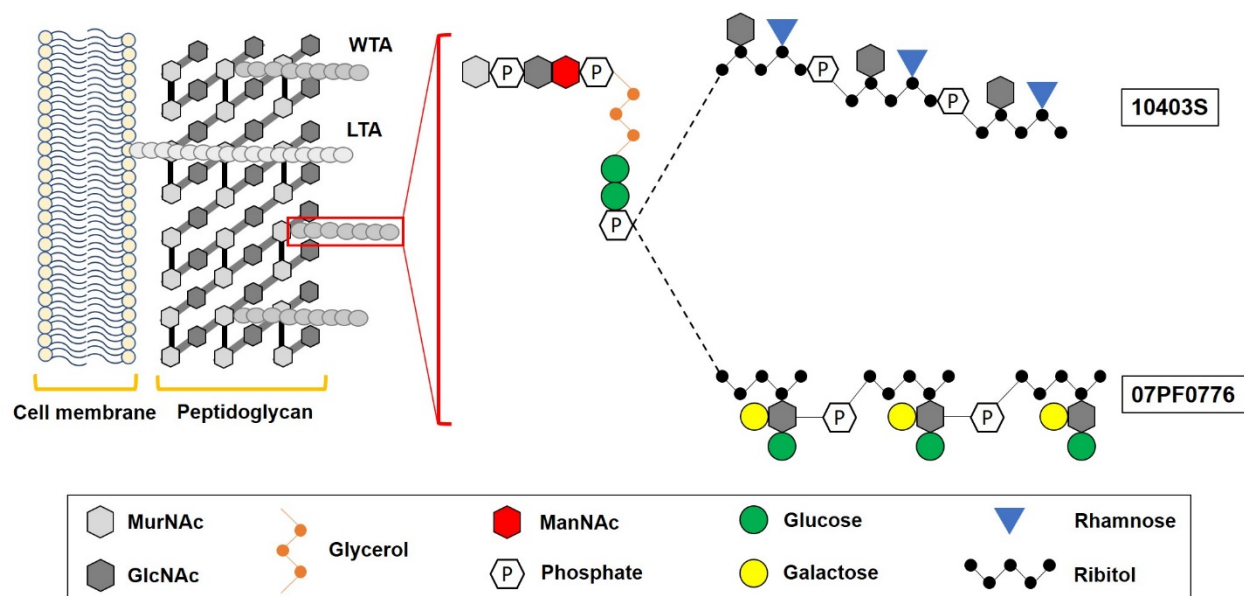 WTA
LTA
P
P
P
P
P
10403S
P
P
07PF0776
Cell membrane
Peptidoglycan
MurNAc
Glycerol
ManNAc
Glucose
Rhamnose
GlcNAc
P
Phosphate
Galactose
Ribitol